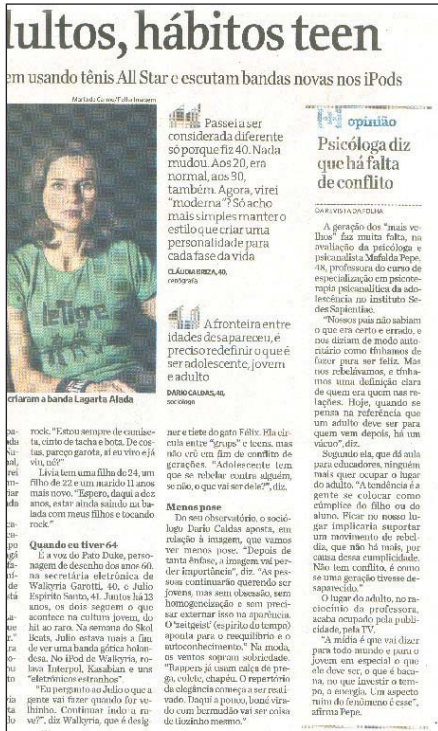 lultos, hábitos teen
em usando tênis All Star e escutam bandas novas nos iPods
criaram a banda Lagarta Alada
rock. "Estou sempre de camise-
ta, cinto de tacha e bota. De cos-
tas, pareço garota, aí eu vivo e já
viu, né?"
Lívia tem uma filha de 24, um
filho de 22 e um marido 11 anos
mais novo. "Espero, daqui a dez
anos, estar ainda saindo na ba-
lada com meus filhos e tocando
rock."
Quando eu tiver 64
É a voz do Pato Duke, perso-
nagem de desenho dos anos 60,
na secretária eletrônica de
Walkyria Garotti, 40, e Julio
Espírito Santo, 41. Juntos há 13
anos, os dois seguem o que
acontece na cultura jovem, do
hit ao raro. Na semana do Skol
Beats, Julio estava mais a fim
de ver uma banda gótica holan-
desa. No iPod de Walkyria, ro-
lava Interpol, Kasabian e uns
"eletrônicos estranhos".
"Eu pergunto ao Julio o que a
gente vai fazer quando for ve-
lhinho. Continuar indo a ra-
ve?", diz Walkyria, que é desig-
Passei a ser
considerada diferente
só porque fiz 40. Nada
mudou. Aos 20, era
normal, aos 30,
também. Agora, virei
"moderna"? Só acho
mais simples manter o
estilo que criar uma
personalidade para
cada fase da vida
CLÁUDIA BRIZA, 40,
cenógrafa
A fronteira entre
idades desapareceu, é
preciso redefinir o que é
ser adolescente, jovem
e adulto
DARIO CALDAS, 40,
sociólogo
ner e tiete do gato Félix. Ela cir-
cula entre "grups" e teens, mas
não crê em fim de conflito de
gerações. "Adolescente tem
que se rebelar contra alguém,
se não, o que vai ser dele?", diz.
Menos pose
Do seu observatório, o soció-
logo Dario Caldas aposta, em
relação à imagem, que vamos
ver menos pose. "Depois de
tanta ênfase, a imagem vai per-
der importância", diz. "As pes-
soas continuarão querendo ser
jovens, mas sem obsessão, sem
homogeneização e sem preci-
sar externar isso na aparência.
O 'zeitgeist' (espírito do tempo)
aponta para o reequilíbrio e o
autoconhecimento." Na moda,
os ventos sopram sobriedade.
"Rappers já usam calça de pre-
ga, colete, chapéu. O repertório
da elegância começa a ser reati-
vado. Daqui a pouco, boné vira-
do com bermudão vai ser coisa
de tiozinho mesmo."
opinião
Psicóloga diz
que há falta
de conflito
DA REVISTA DA FOLHA
A geração dos "mais ve-
lhos" faz muita falta, na
avaliação da psicóloga e
psicanalista Mafalda Pepe,
48, professora do curso de
especialização em psicote-
rapia psicanalítica da ado-
lescência no instituto Se-
des Sapientiae.
"Nossos pais não sabiam
o que era certo e errado, e
nos diziam de modo auto-
ritário como tínhamos de
fazer para ser feliz. Mas
nos rebelávamos, e tínha-
mos uma definição clara
de quem era quem nas re-
lações. Hoje, quando se
pensa na referência que
um adulto deve ser para
quem vem depois, há um
vácuo", diz.
Segundo ela, que dá aula
para educadores, ninguém
mais quer ocupar o lugar
do adulto. "A tendência é a
gente se colocar como
cúmplice do filho ou do
aluno. Ficar no nosso lu-
gar implicaria suportar
um movimento de rebel-
dia, que não há mais, por
causa dessa cumplicidade.
Não tem conflito, é como
se uma geração tivesse de-
saparecido."
O lugar do adulto, no ra-
ciocínio da professora,
acaba ocupado pela publi-
cidade, pela TV.
"A mídia é que vai dizer
para todo mundo e para o
jovem em especial o que
ele deve ser, o que é baca-
na, no que investir o tem-
po, a energia. Um aspecto
ruim do fenômeno é esse",
afirma Pepe.